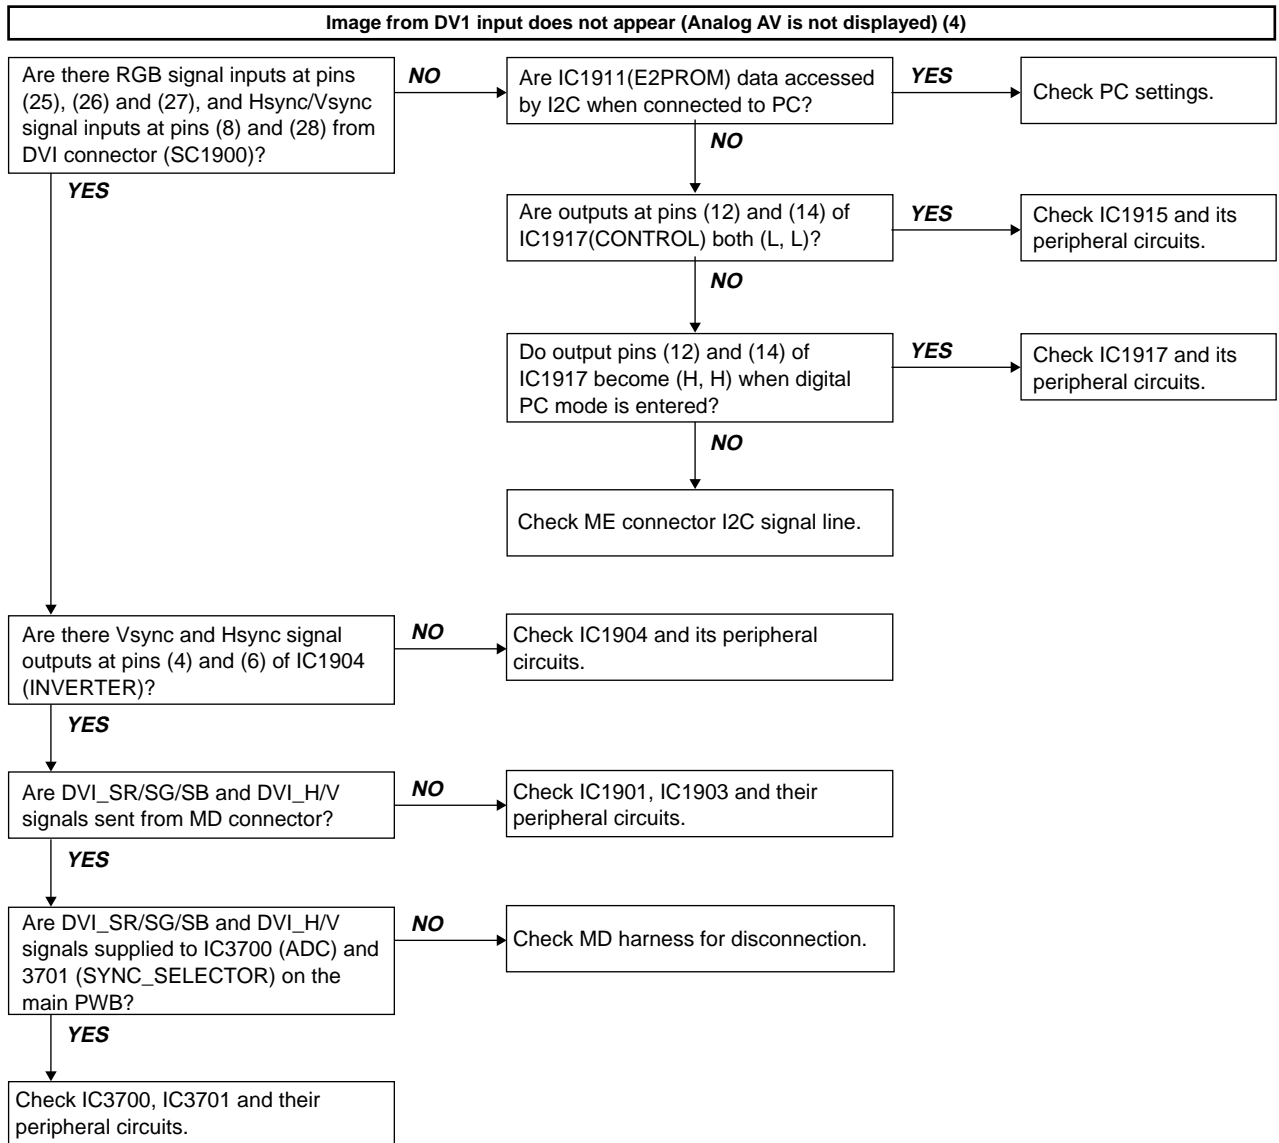 Image from DV1 input does not appear (Analog AV is not displayed) (4)
Are there RGB signal inputs at pins
(25), (26) and (27), and Hsync/Vsync
signal inputs at pins (8) and (28) from
DVI connector (SC1900)?
NO
Are IC1911(E2PROM) data accessed
by I2C when connected to PC?
YES
Check PC settings.
NO
YES
Are outputs at pins (12) and (14) of
IC1917(CONTROL) both (L, L)?
YES
Check IC1915 and its
peripheral circuits.
NO
Do output pins (12) and (14) of
IC1917 become (H, H) when digital
PC mode is entered?
YES
Check IC1917 and its
peripheral circuits.
NO
Check ME connector I2C signal line.
Are there Vsync and Hsync signal
outputs at pins (4) and (6) of IC1904
(INVERTER)?
NO
Check IC1904 and its peripheral
circuits.
YES
Are DVI_SR/SG/SB and DVI_H/V
signals sent from MD connector?
NO
Check IC1901, IC1903 and their
peripheral circuits.
YES
Are DVI_SR/SG/SB and DVI_H/V
signals supplied to IC3700 (ADC) and
3701 (SYNC_SELECTOR) on the
main PWB?
NO
Check MD harness for disconnection.
YES
Check IC3700, IC3701 and their
peripheral circuits.